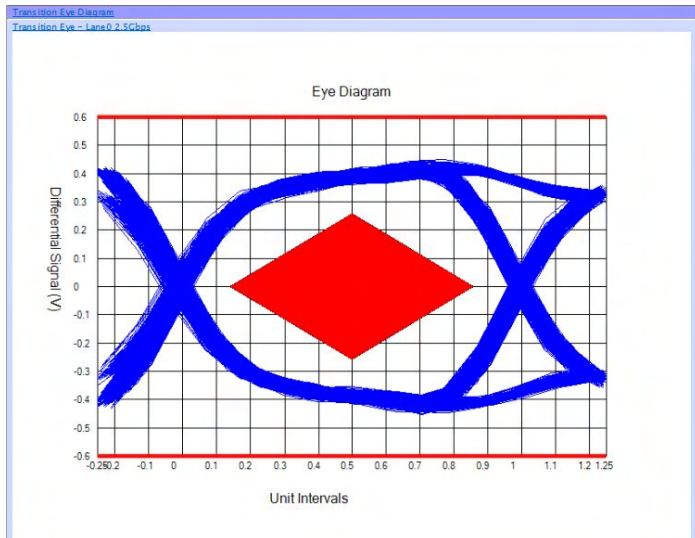 Transition Eye Diagram
Transition Eye - Lane0 2.5Gbps
Eye Diagram
0.6
0.5
0.4
0.3
0.2
0.1
0
-0.1
-0.2
-0.3
-0.4
-0.5
-0.6
Differential Signal (V)
-0.25 -0.2 -0.1 0 0.1 0.2 0.3 0.4 0.5 0.6 0.7 0.8 0.9 1 1.1 1.2 1.25
Unit Intervals